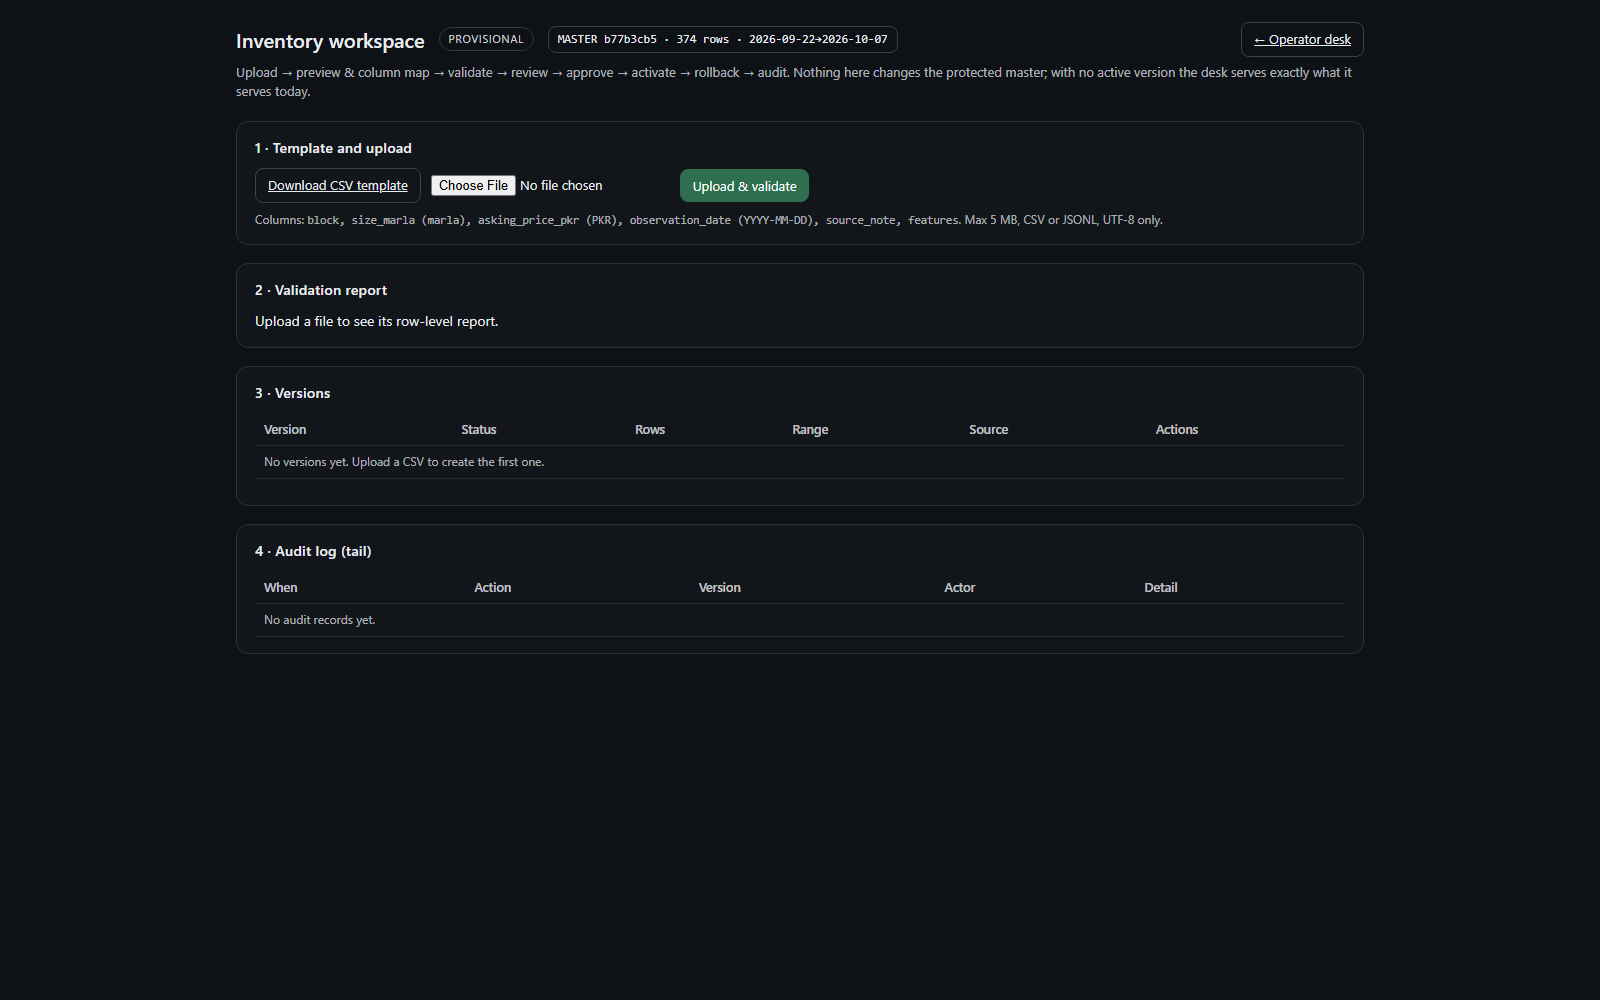 Inventory workspace
PROVISIONAL
MASTER b77b3cb5 · 374 rows · 2026-09-22→2026-10-07
← Operator desk
Upload → preview & column map → validate → review → approve → activate → rollback → audit. Nothing here changes the protected master; with no active version the desk serves exactly what it
serves today.
1 · Template and upload
Download CSV template
Choose File No file chosen
Upload & validate
Columns: block, size_marla (marla), asking_price_pkr (PKR), observation_date (YYYY-MM-DD), source_note, features. Max 5 MB, CSV or JSONL, UTF-8 only.
2 · Validation report
Upload a file to see its row-level report.
3 · Versions
Version Status Rows Range Source Actions
No versions yet. Upload a CSV to create the first one.
4 · Audit log (tail)
When Action Version Actor Detail
No audit records yet.